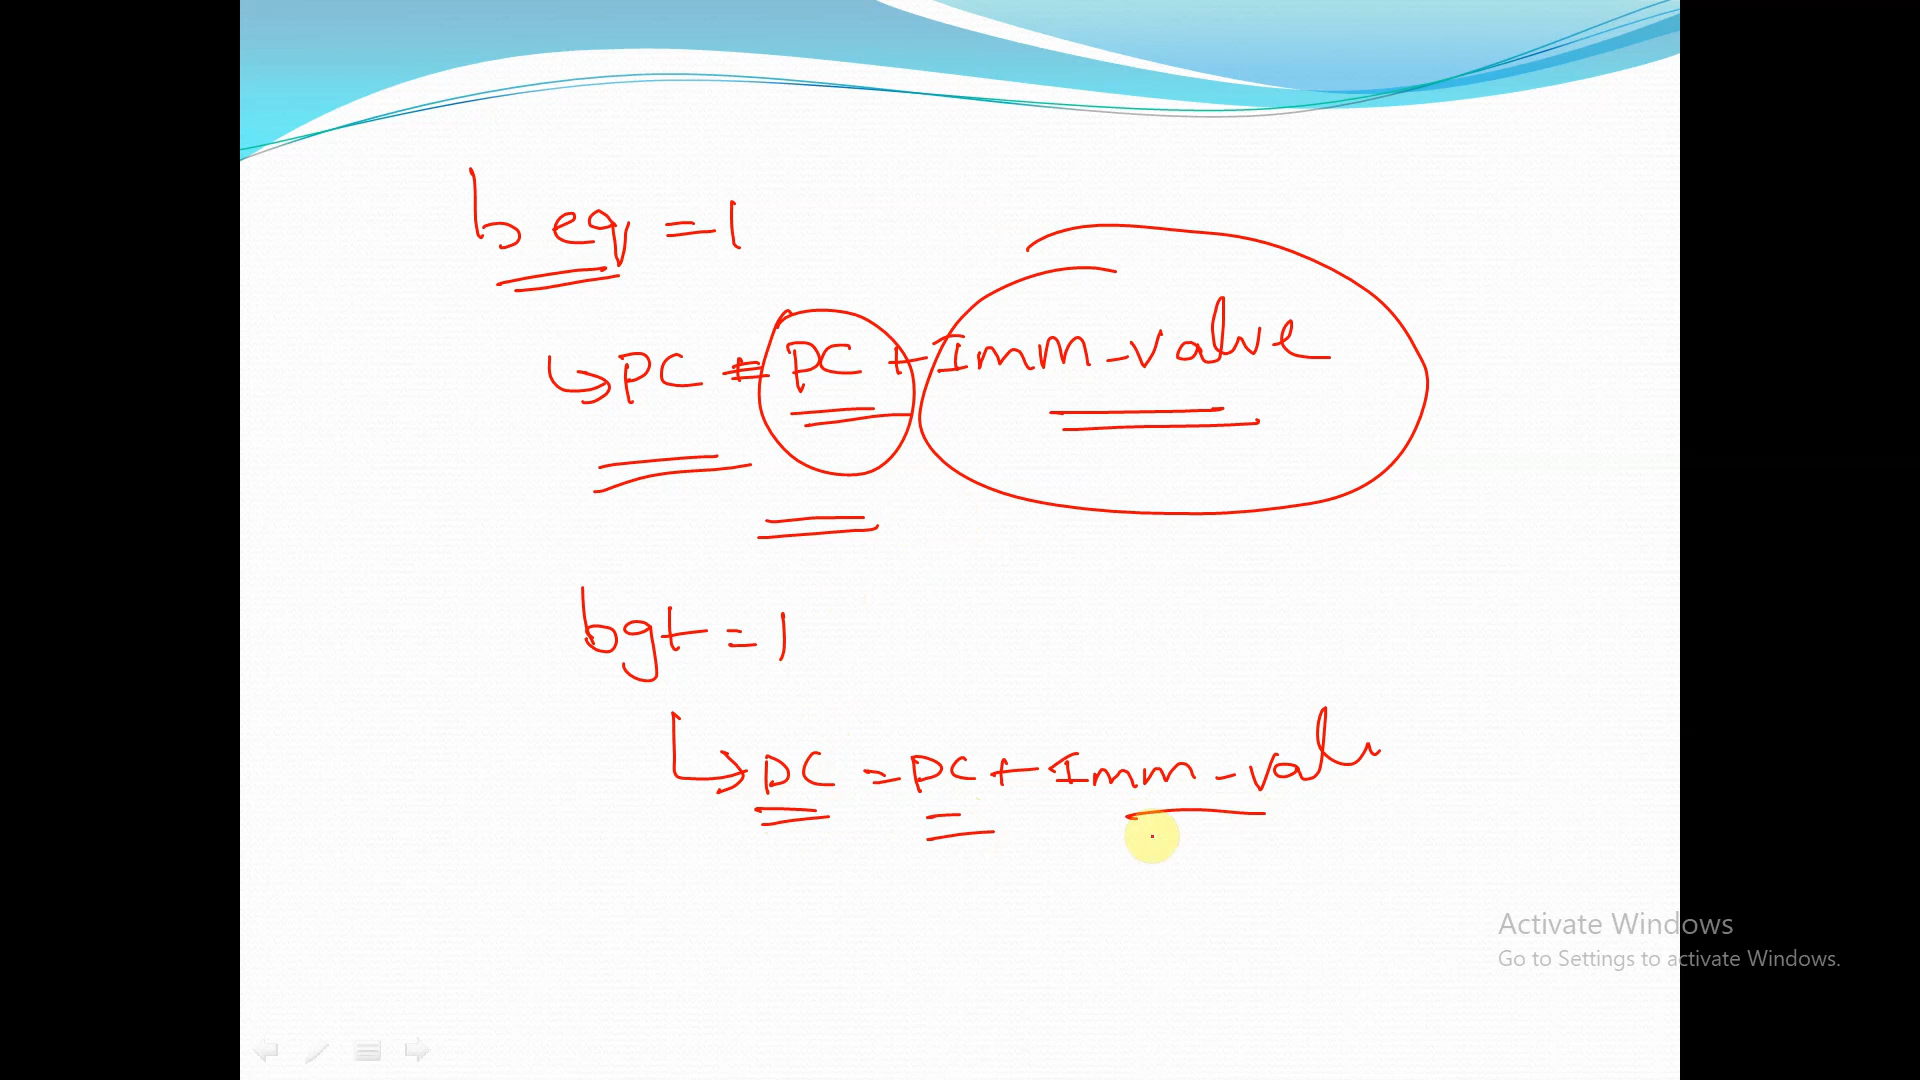 beq = 1
PC = PC + Imm-value
bgt = 1
PC = PC + Imm-valu
Activate Windows
Go to Settings to activate Windows.